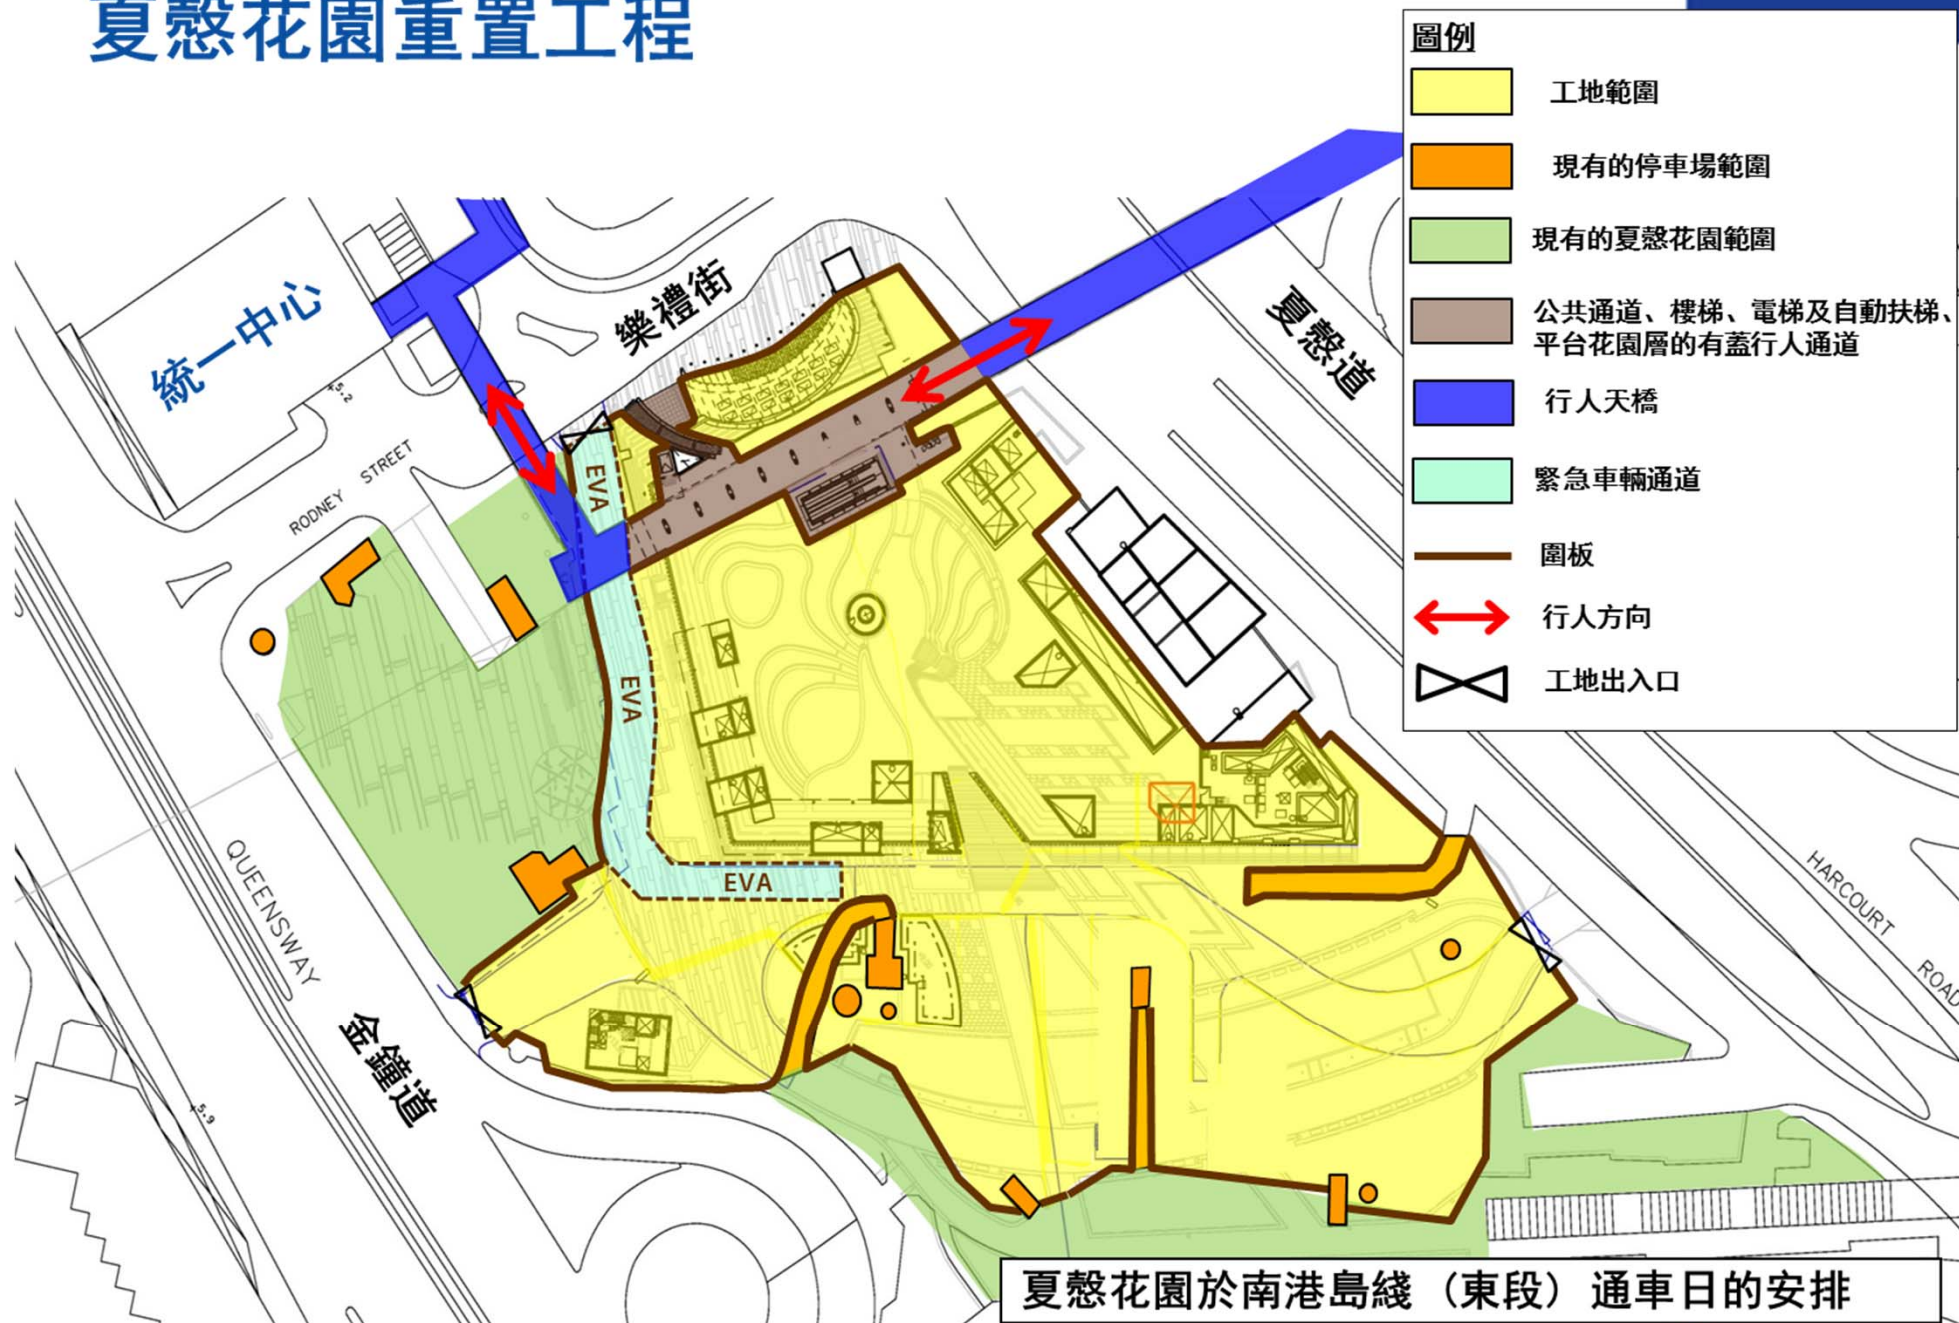 夏慤花園重置工程
圖例
工地範圍
現有的停車場範圍
現有的夏慤花園範圍
公共通道、樓梯、電梯及自動扶梯、
平台花園層的有蓋行人通道
行人天橋
緊急車輛通道
圍板
行人方向
工地出入口
統一中心
樂禮街
夏慤道
+5.2
RODNEY STREET
EVA
EVA
EVA
QUEENSWAY
金鐘道
+5.9
HARCOURT ROAD
夏慤花園於南港島綫（東段）通車日的安排